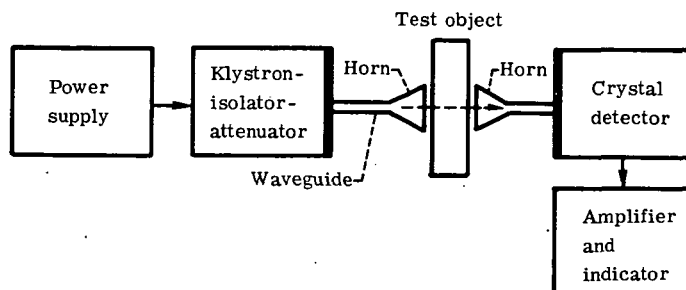 Test object
Power
supply
Klystron-
isolator-
attenuator
Horn
Horn
Waveguide
Crystal
detector
Amplifier
and
indicator